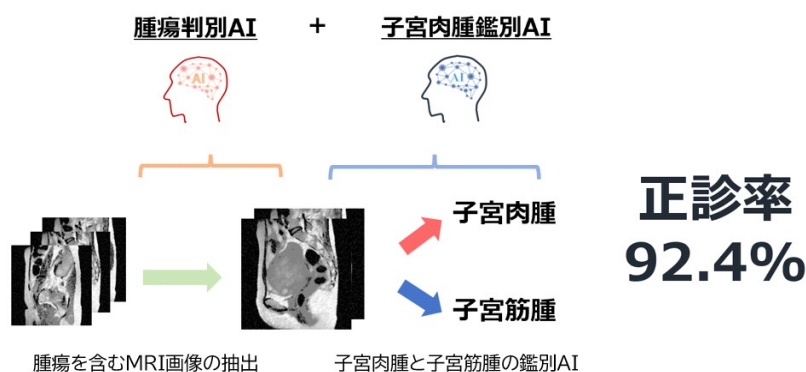 腫瘍判別AI + 子宮肉腫鑑別AI
AI AI
子宮肉腫
正診率
92.4%
子宮筋腫
腫瘍を含むMRI画像の抽出
子宮肉腫と子宮筋腫の鑑別AI